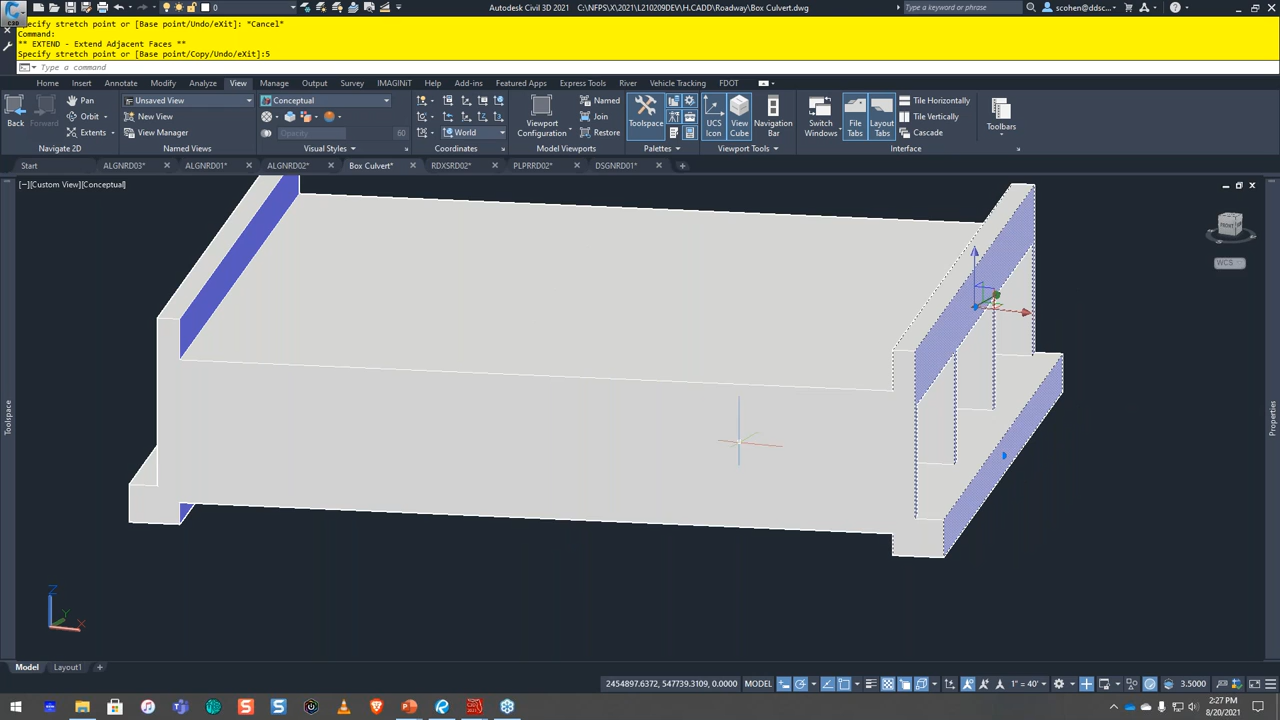 Autodesk Civil 3D 2021 C:\NFPS\X\2021\L210209DEV\H.CADD\Roadway\Box Culvert.dwg
Type a keyword or phrase
scohen@ddsc...
C3D
0
Specify stretch point or [Base point/Undo/eXit]: *Cancel*
Command:
** EXTEND - Extend Adjacent Faces **
Specify stretch point or [Base point/Copy/Undo/eXit]:5
Type a command
Home Insert Annotate Modify Analyze View Manage Output Survey IMAGINiT Help Add-ins Featured Apps Express Tools River Vehicle Tracking FDOT
Back Forward Pan Orbit Extents Navigate 2D
Unsaved View New View View Manager Named Views
Conceptual Opacity 60 Visual Styles
World Coordinates
Viewport Configuration Named Join Restore Model Viewports
Toolspace Palettes
UCS Icon View Cube Navigation Bar Viewport Tools
Switch Windows File Tabs Layout Tabs Tile Horizontally Tile Vertically Cascade Interface
Toolbars
Start ALGNRD03* ALGNRD01* ALGNRD02* Box Culvert* RDXSRD02* PLPRRD02* DSGNRD01*
[−][Custom View][Conceptual]
FRONT
WCS
Toolspace
Properties
Z
Y
X
Model Layout1
2454897.6372, 547739.3109, 0.0000 MODEL 1" = 40' 3.5000
2:27 PM
8/20/2021